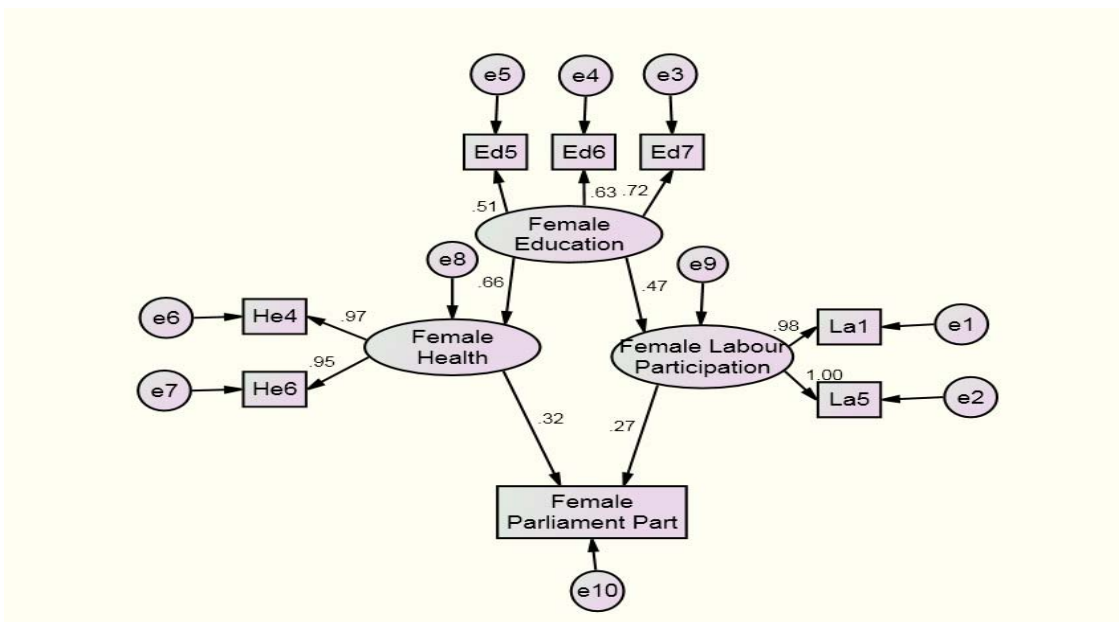 e5
e4
e3
Ed5
Ed6
Ed7
.51
.63
.72
Female
Education
e8
e9
.66
.47
e6
He4
.97
Female
Health
Female Labour
Participation
.98
La1
e1
e7
He6
.95
1.00
La5
e2
.32
.27
Female
Parliament Part
e10